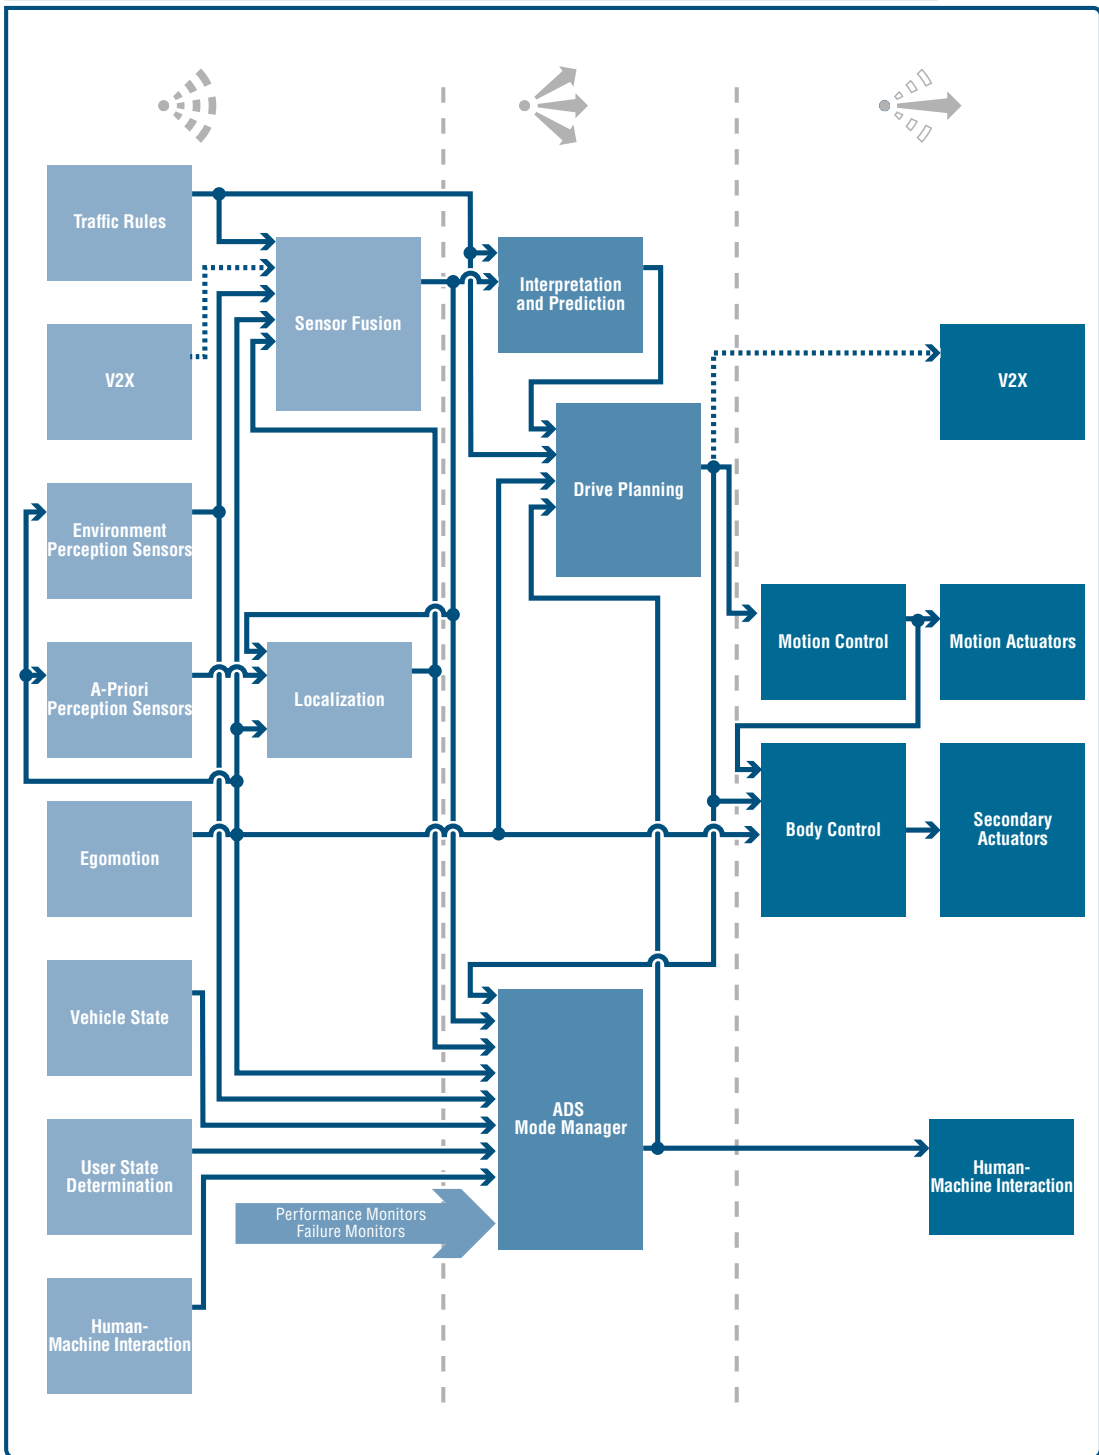 Traffic Rules
V2X
Environment
Perception Sensors
A-Priori
Perception Sensors
Egomotion
Vehicle State
User State
Determination
Human-
Machine Interaction
Sensor Fusion
Localization
Performance Monitors
Failure Monitors
Interpretation
and Prediction
Drive Planning
ADS
Mode Manager
V2X
Motion Control
Motion Actuators
Body Control
Secondary
Actuators
Human-
Machine Interaction